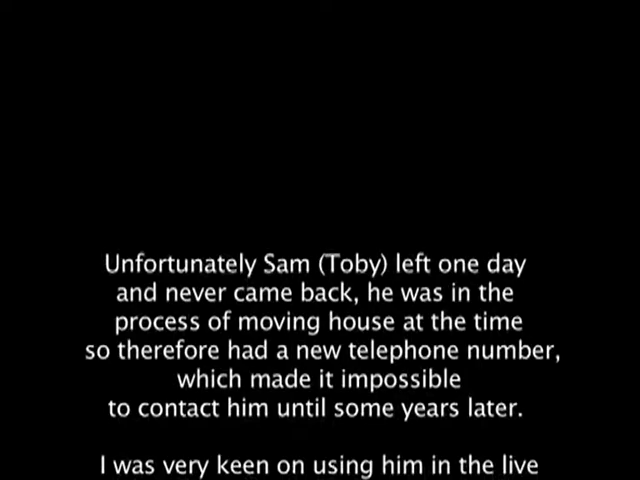 Unfortunately Sam (Toby) left one day
and never came back, he was in the
process of moving house at the time
so therefore had a new telephone number,
which made it impossible
to contact him until some years later.
I was very keen on using him in the live